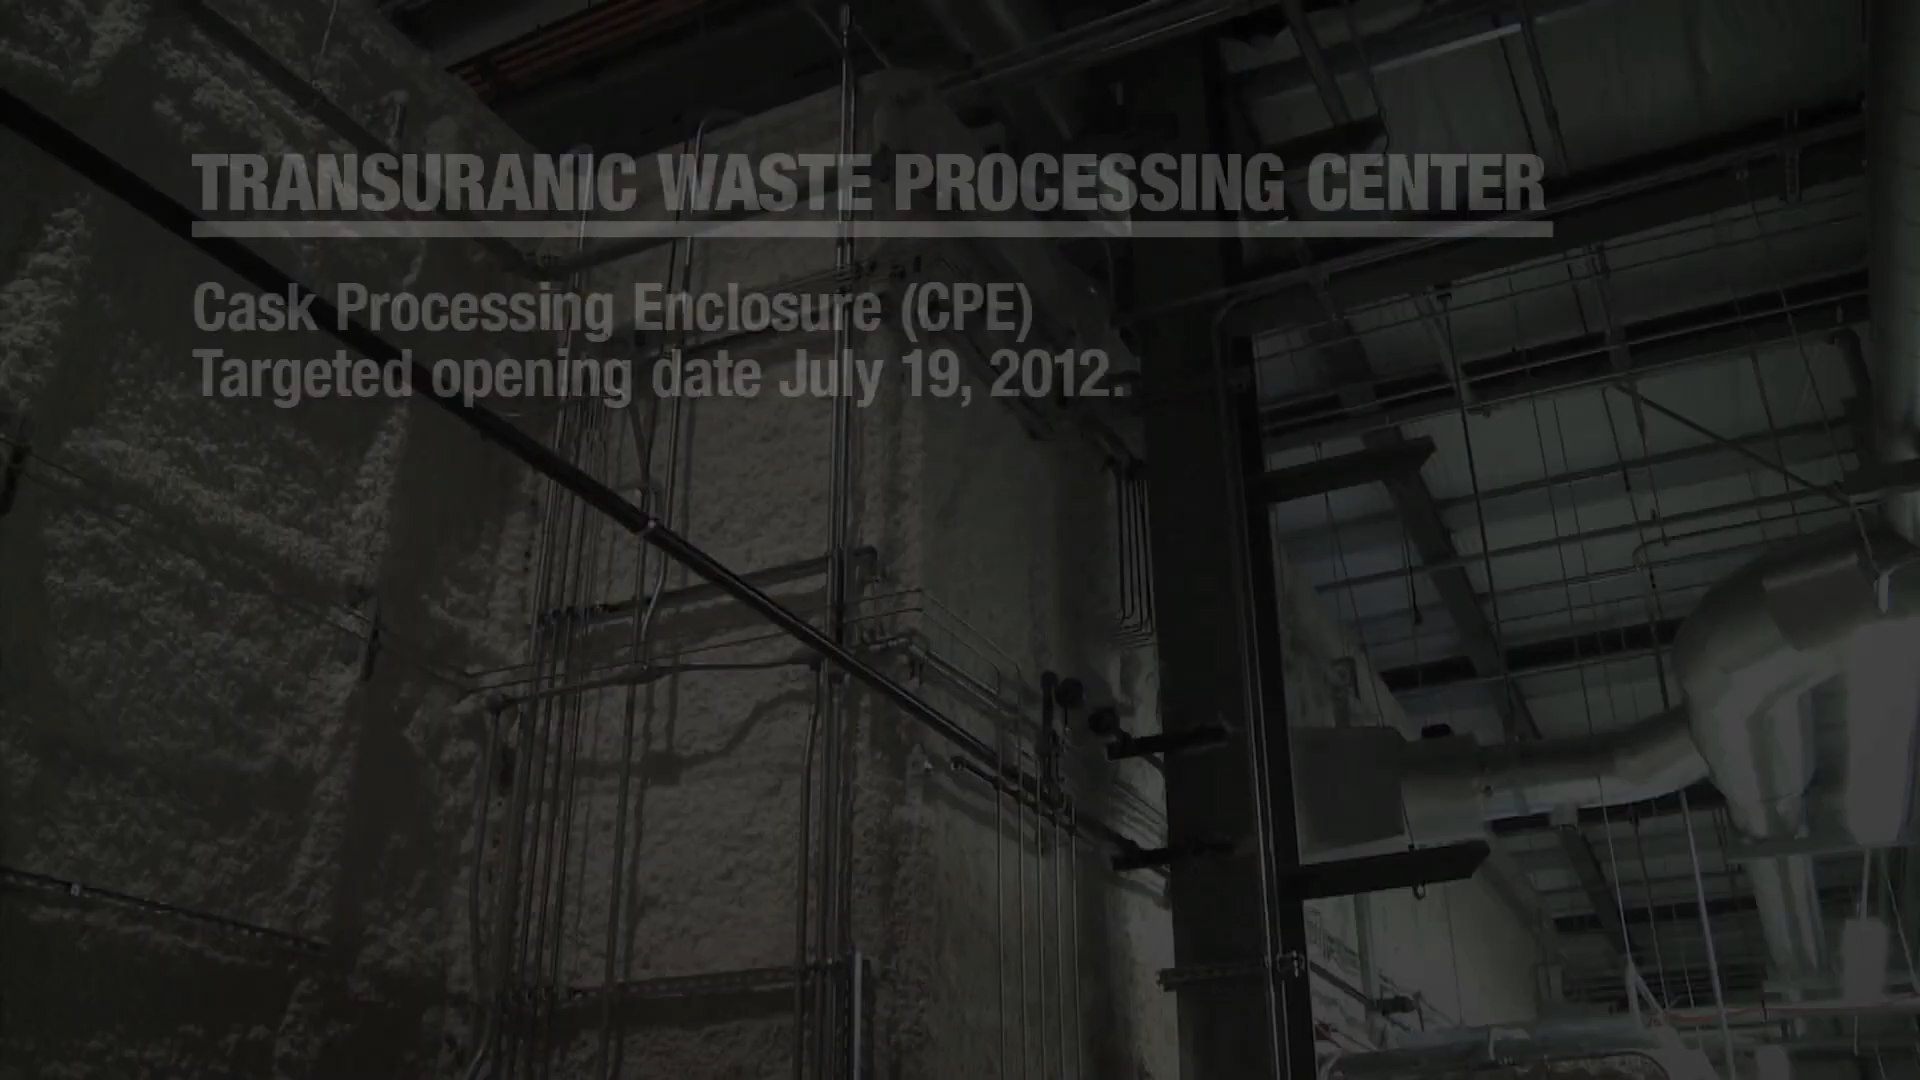 TRANSURANIC WASTE PROCESSING CENTER
Cask Processing Enclosure (CPE)
Targeted opening date July 19, 2012.